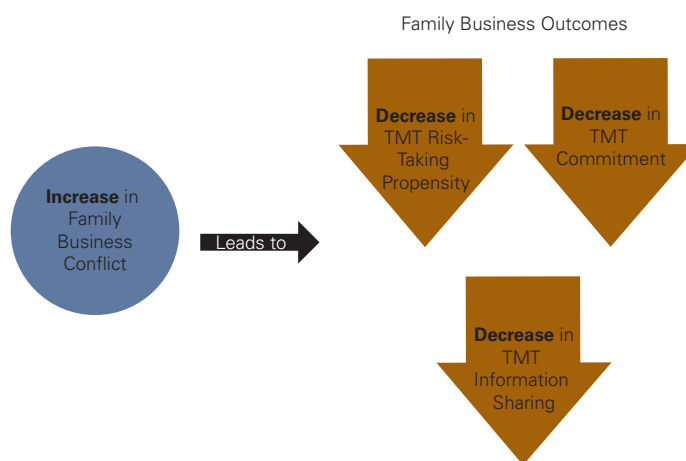 Family Business Outcomes
Decrease in
TMT Risk-
Taking
Propensity
Decrease in
TMT
Commitment
Increase in
Family
Business
Conflict
Leads to
Decrease in
TMT
Information
Sharing